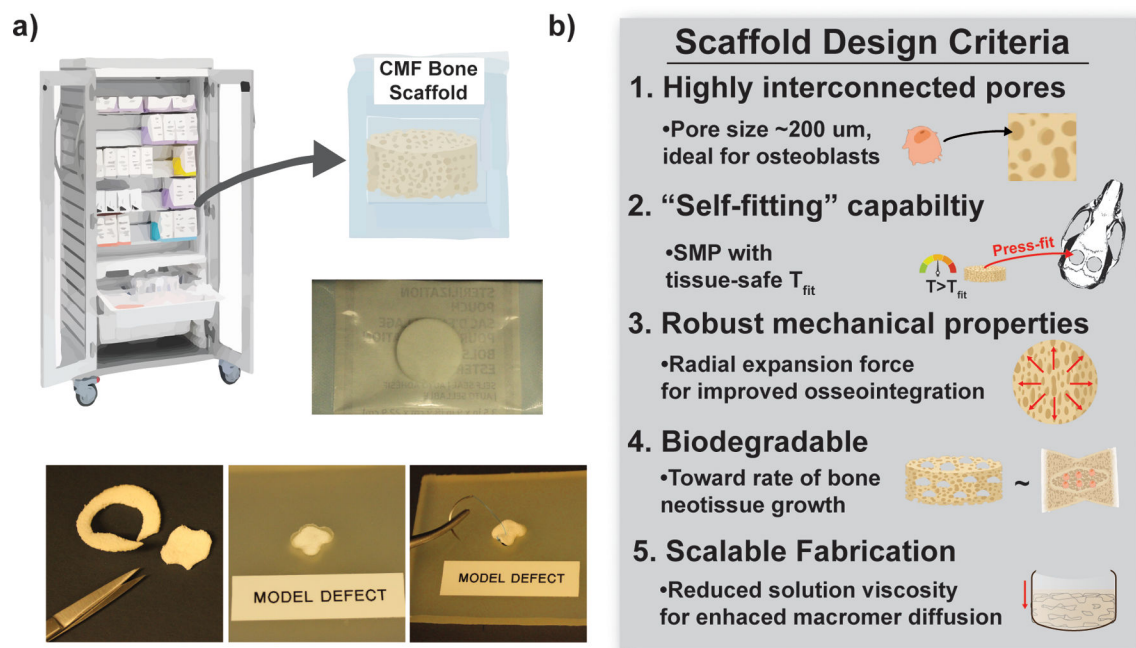 a)
CMF Bone
Scaffold
STERILIZATION
POUCH
MODEL DEFECT
MODEL DEFECT
b)
Scaffold Design Criteria
1. Highly interconnected pores
•Pore size ~200 um,
ideal for osteoblasts
2. “Self-fitting” capabiltiy
•SMP with
tissue-safe Tfit
Press-fit
T>Tfit
3. Robust mechanical properties
•Radial expansion force
for improved osseointegration
4. Biodegradable
•Toward rate of bone
neotissue growth
~
5. Scalable Fabrication
•Reduced solution viscosity
for enhaced macromer diffusion